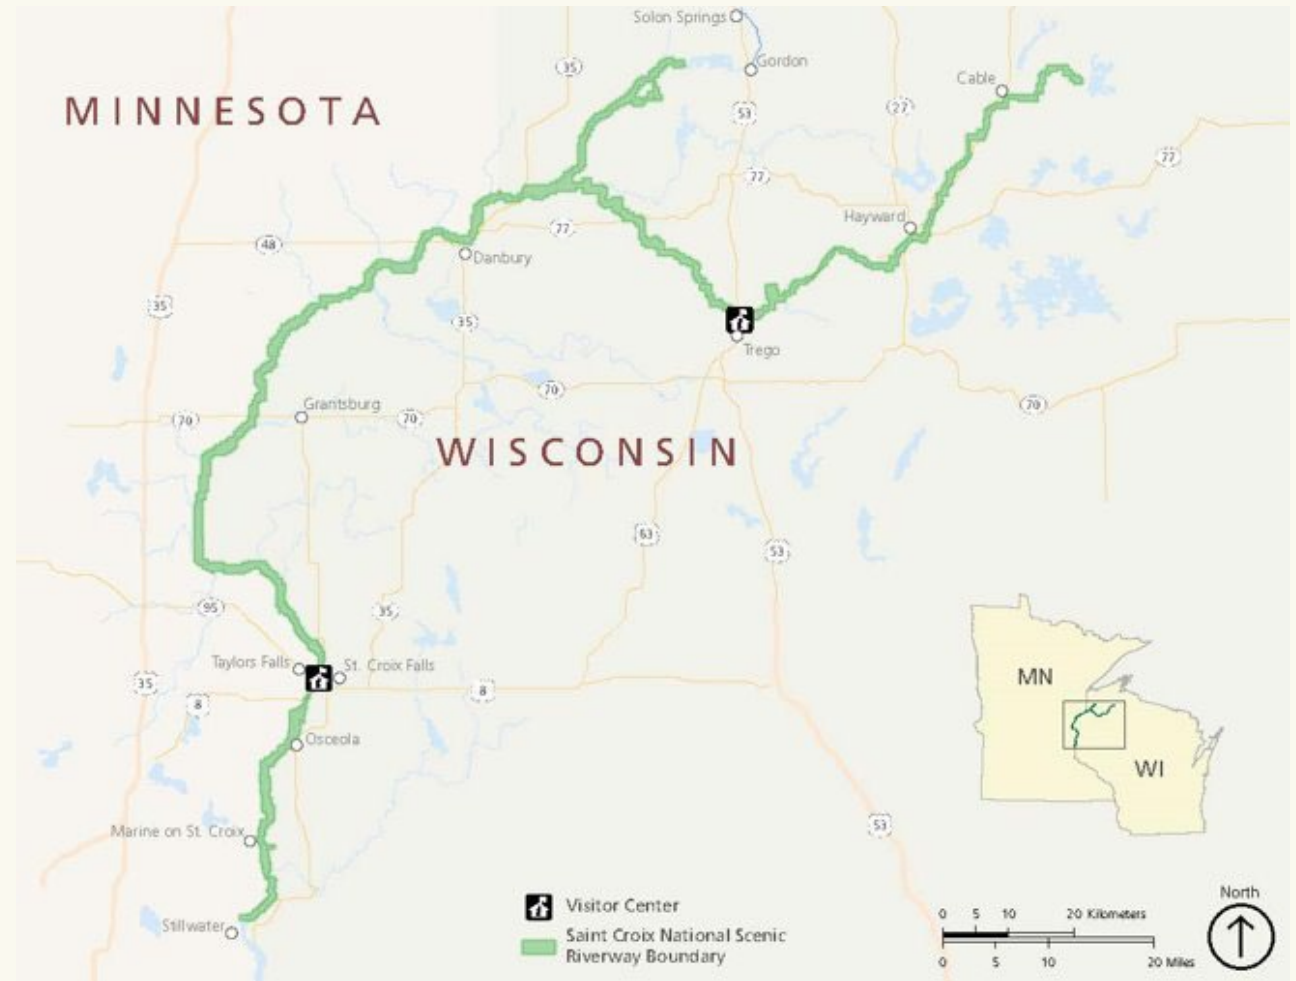 Solon Springs
35
Gordon
Cable
MINNESOTA
53
27
77
77
Hayward
77
48
Danbury
35
35
Trego
70
Grantsburg
70
70
70
WISCONSIN
63
53
95
35
Taylors Falls
St. Croix Falls
35
8
8
MN
Osceola
WI
Marine on St. Croix
53
Stillwater
Visitor Center
Saint Croix National Scenic
Riverway Boundary
North
0 5 10 20 Kilometers
0 5 10 20 Miles